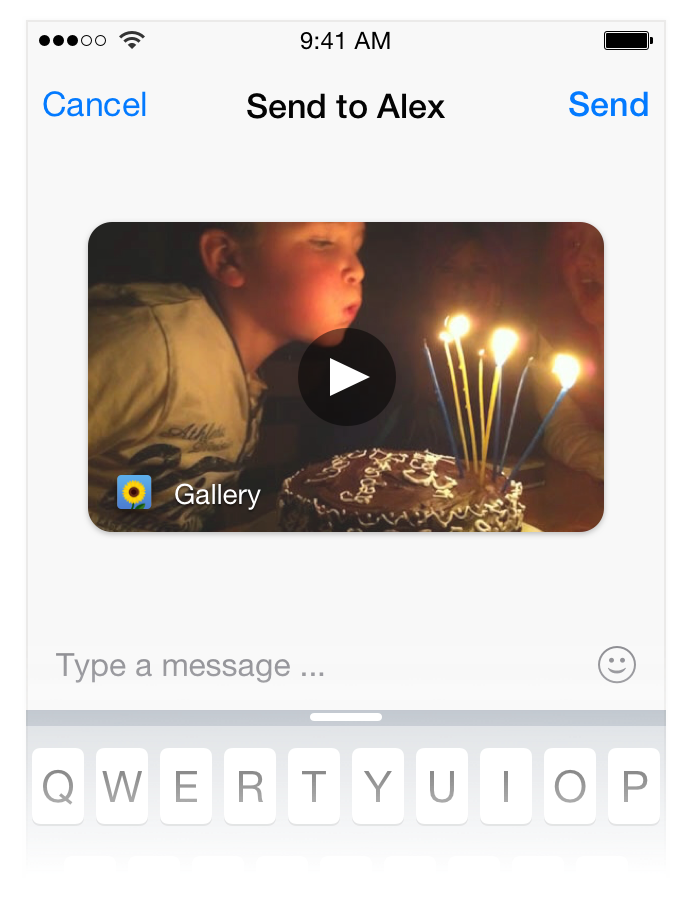 9:41 AM
Cancel Send to Alex Send
Gallery
Type a message ...
Q W E R T Y U I O P